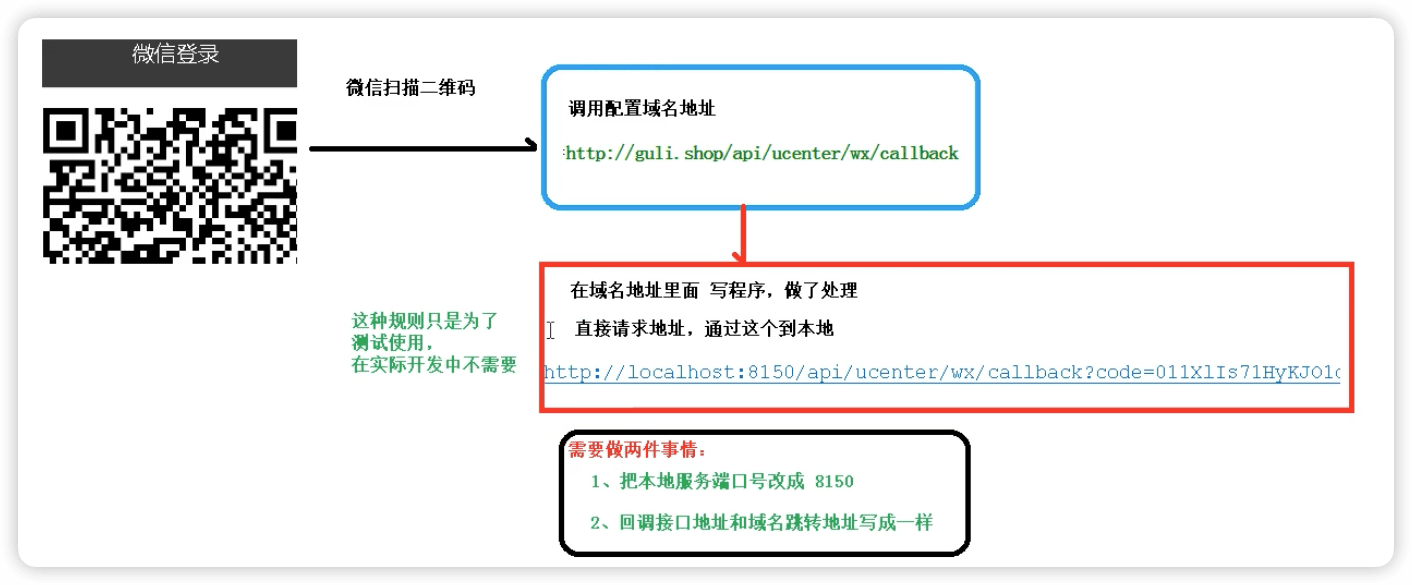 微信登录
微信扫描二维码
调用配置域名地址
http://guli.shop/api/ucenter/wx/callback
在域名地址里面 写程序，做了处理
直接请求地址，通过这个到本地
这种规则只是为了
测试使用，
在实际开发中不需要
http://localhost:8150/api/ucenter/wx/callback?code=011XlIs71HyKJO1c
需要做两件事情：
1、把本地服务端口号改成 8150
2、回调接口地址和域名跳转地址写成一样